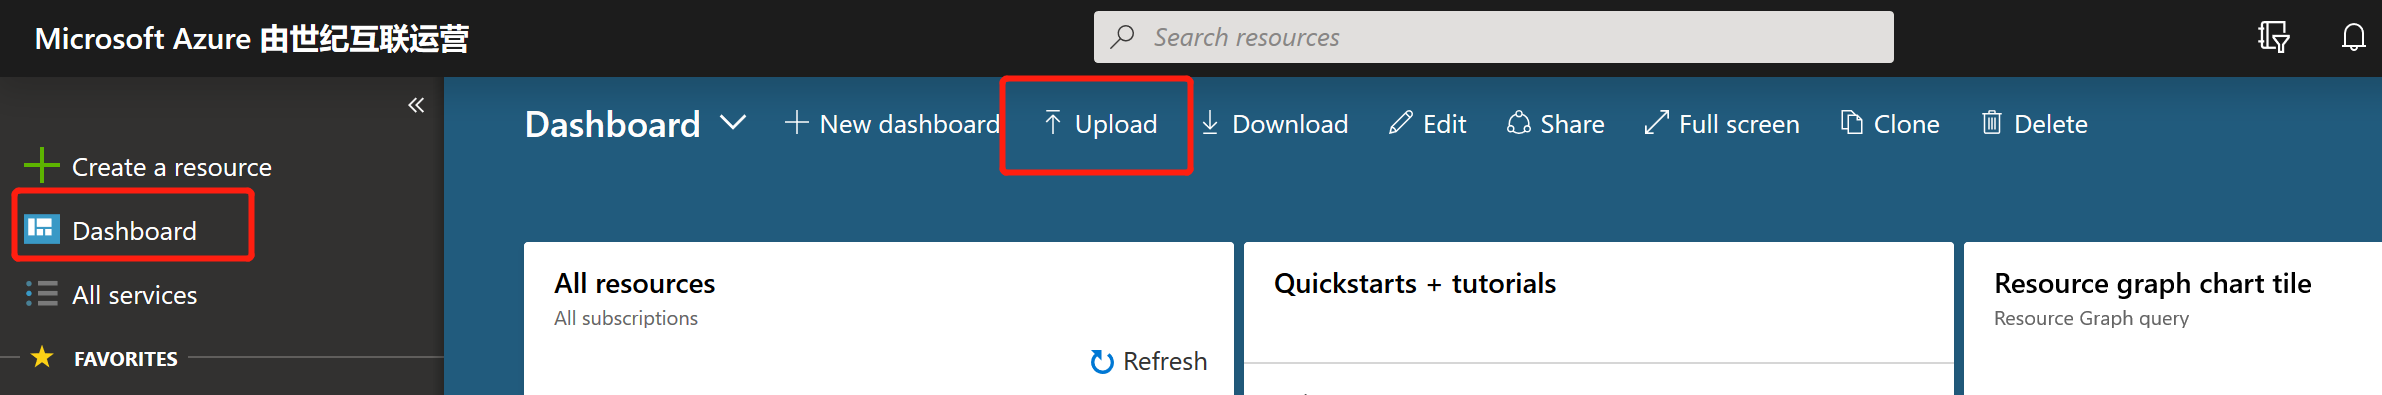 Microsoft Azure 由世纪互联运营
Search resources
«
Create a resource
Dashboard
All services
FAVORITES
Dashboard
New dashboard
Upload
Download
Edit
Share
Full screen
Clone
Delete
All resources
All subscriptions
Refresh
Quickstarts + tutorials
Resource graph chart tile
Resource Graph query